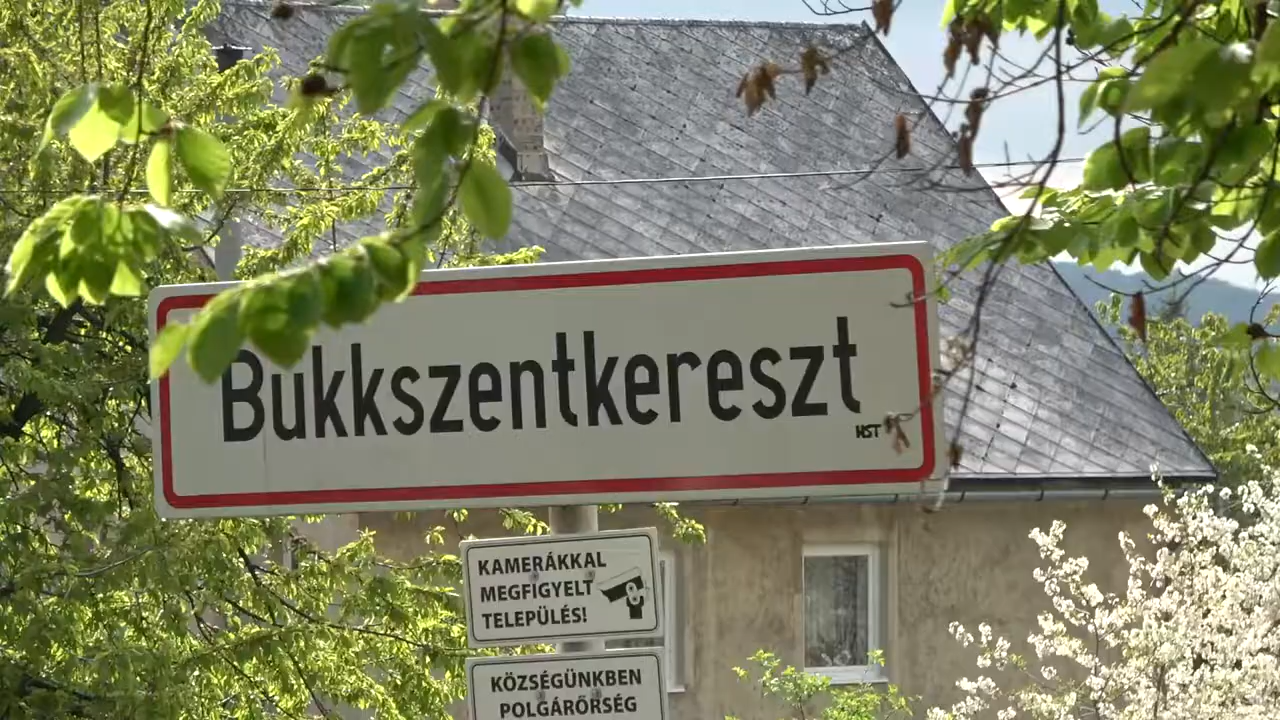 Bukkszentkereszt
HST
KAMERÁKKAL
MEGFIGYELT
TELEPÜLÉS!
KÖZSÉGÜNKBEN
POLGÁRŐRSÉG